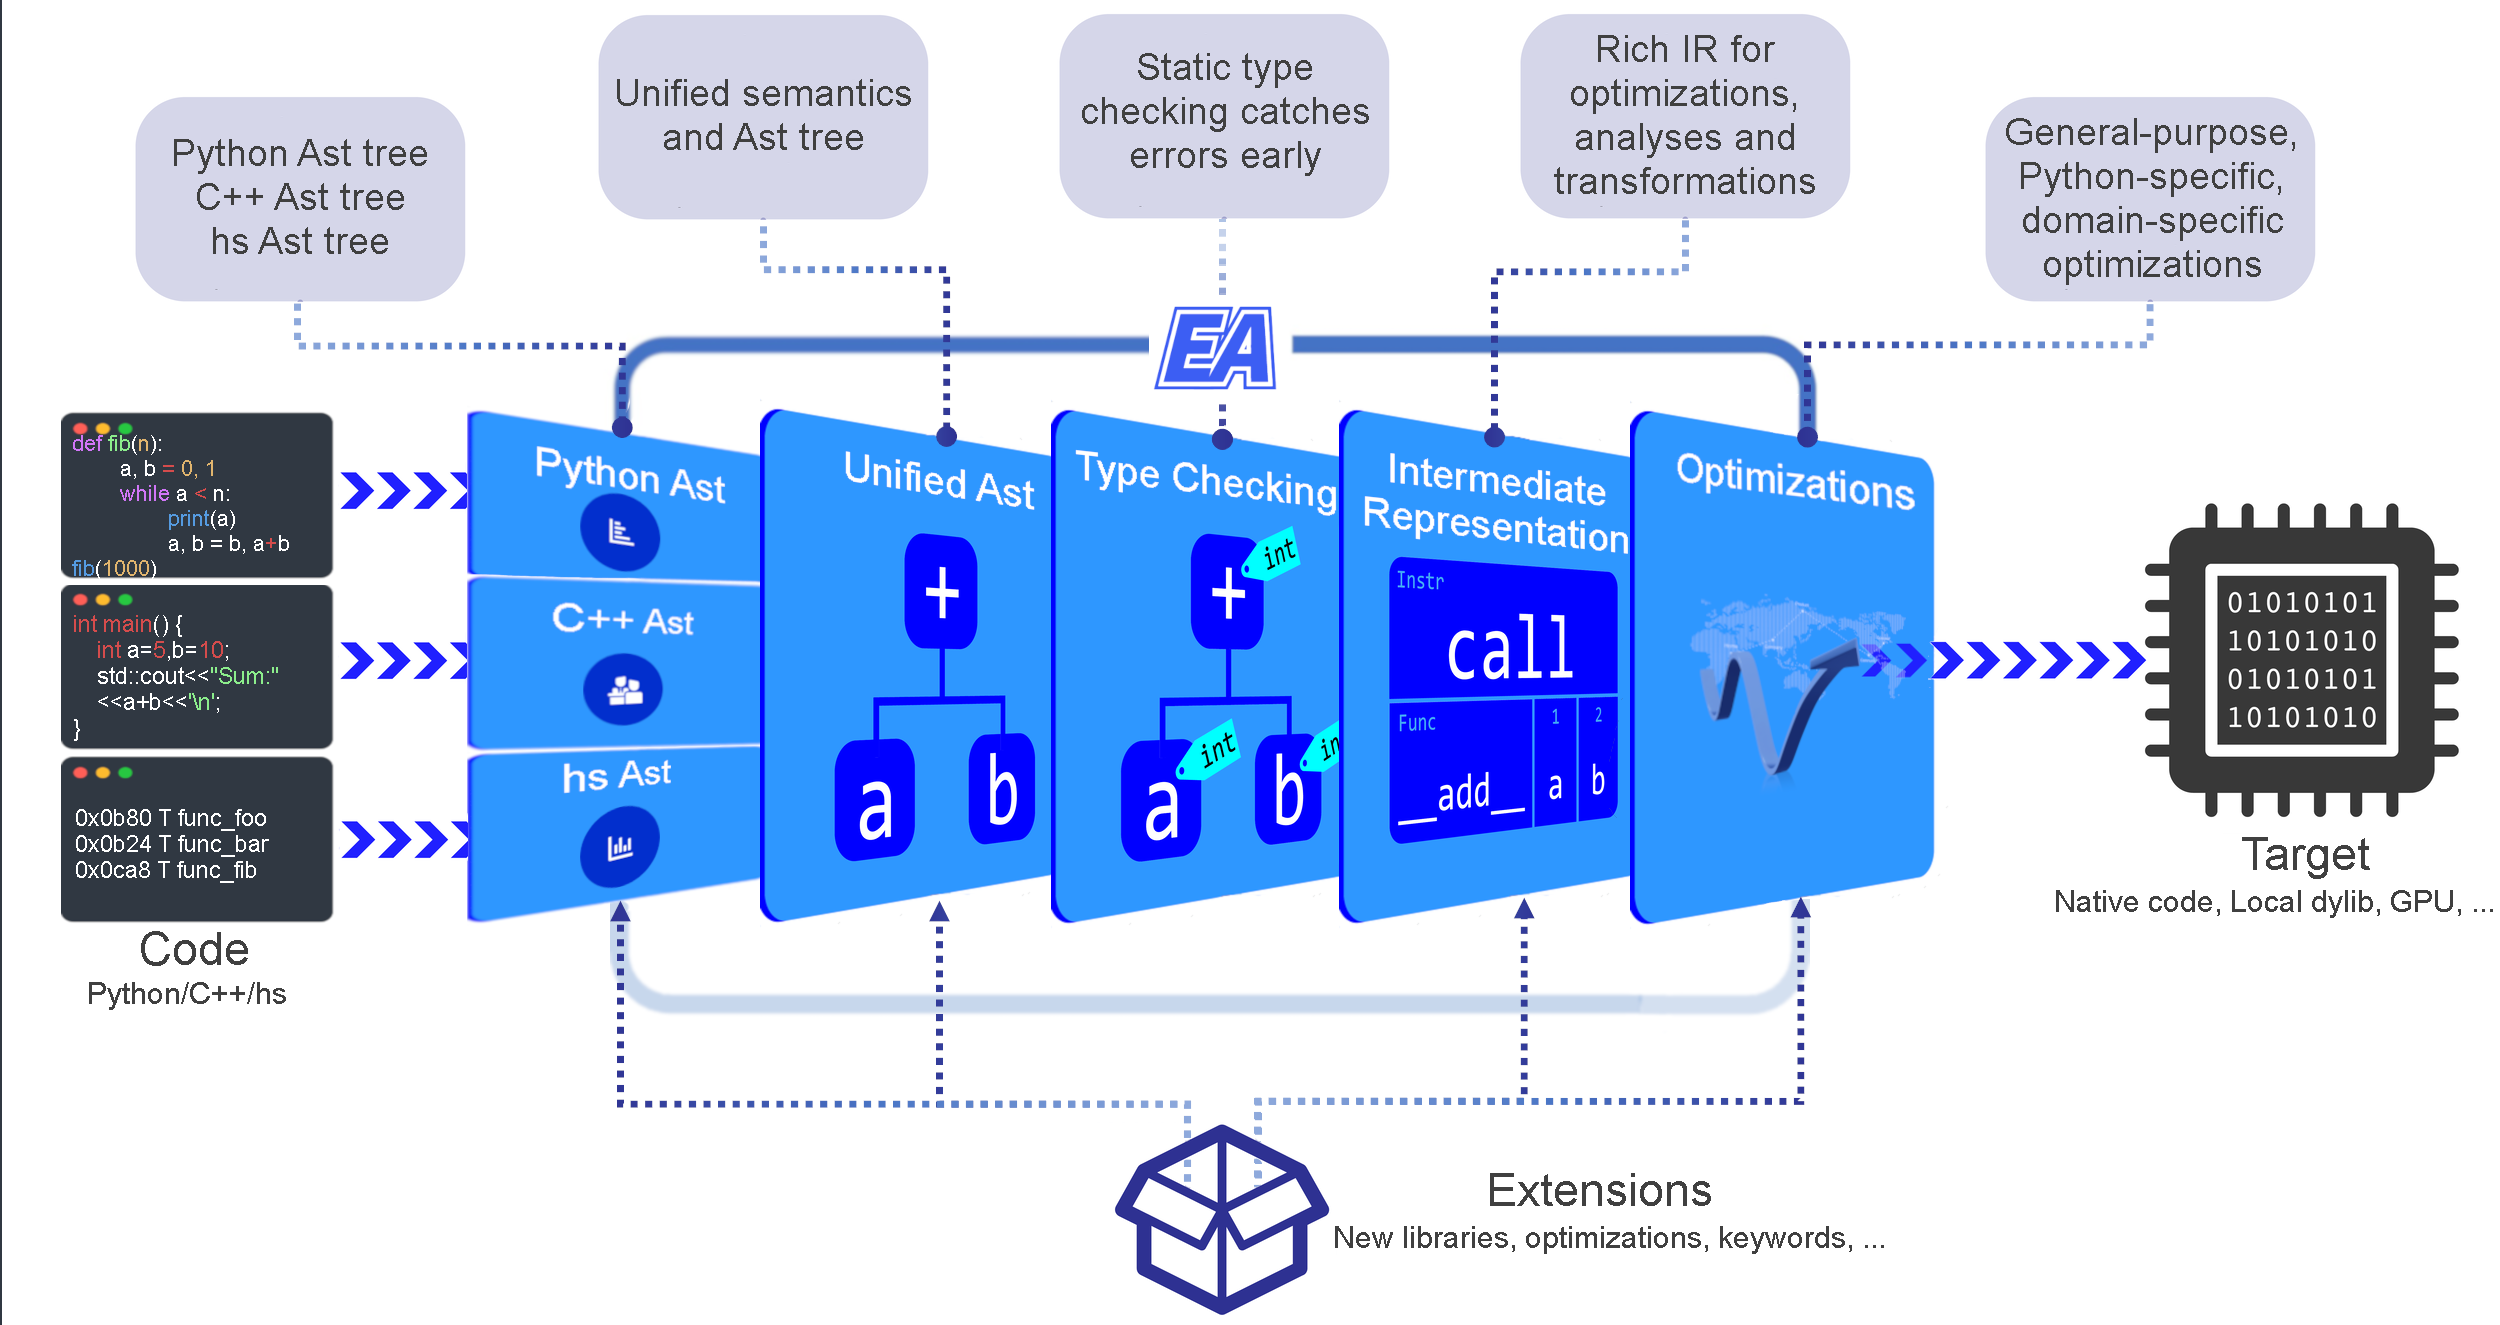 Python Ast tree
C++ Ast tree
hs Ast tree
Unified semantics
and Ast tree
Static type
checking catches
errors early
Rich IR for
optimizations,
analyses and
transformations
General-purpose,
Python-specific,
domain-specific
optimizations
EA
def fib(n):
a, b = 0, 1
while a < n:
print(a)
a, b = b, a+b
fib(1000)
int main() {
int a=5,b=10;
std::cout<<"Sum:"
<<a+b<<'\n';
}
0x0b80 T func_foo
0x0b24 T func_bar
0x0ca8 T func_fib
Code
Python/C++/hs
Python Ast
C++ Ast
hs Ast
Unified Ast
+
a
b
Type Checking
+
int
a
int
b
in
Intermediate
Representation
Instr
call
Func
__add__
1
a
2
b
Optimizations
01010101
10101010
01010101
10101010
Target
Native code, Local dylib, GPU, ...
Extensions
New libraries, optimizations, keywords, ...